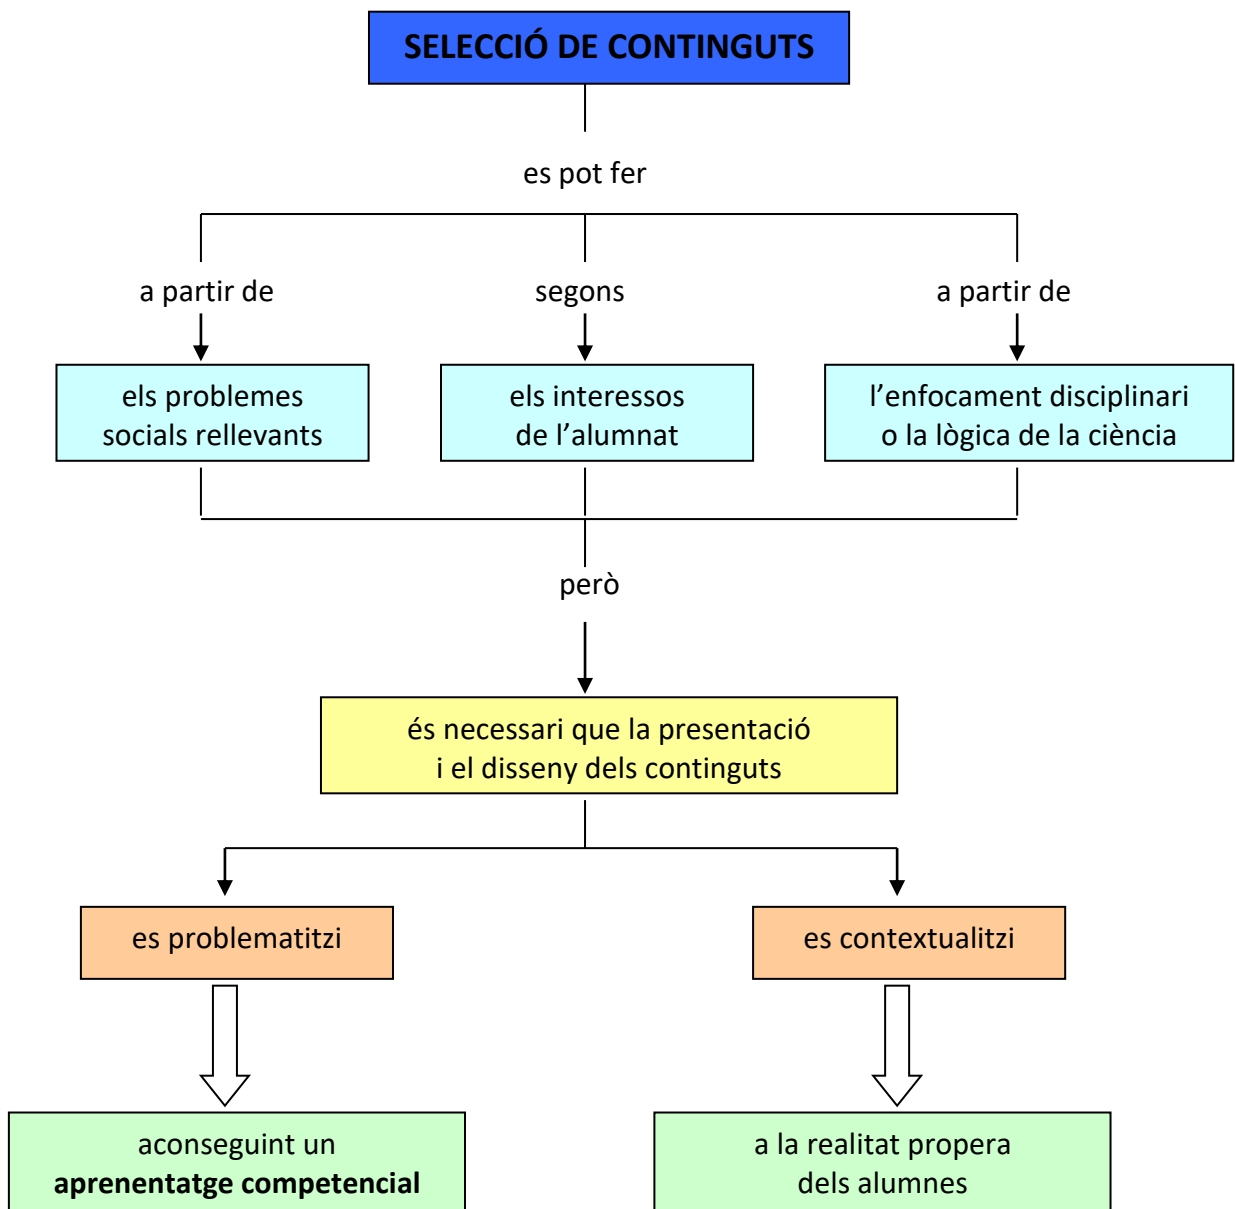 SELECCIÓ DE CONTINGUTS
es pot fer
a partir de
segons
a partir de
els problemes
socials rellevants
els interessos
de l’alumnat
l’enfocament disciplinari
o la lògica de la ciència
però
és necessari que la presentació
i el disseny dels continguts
es problematitzi
es contextualitzi
aconseguint un
aprenentatge competencial
a la realitat propera
dels alumnes